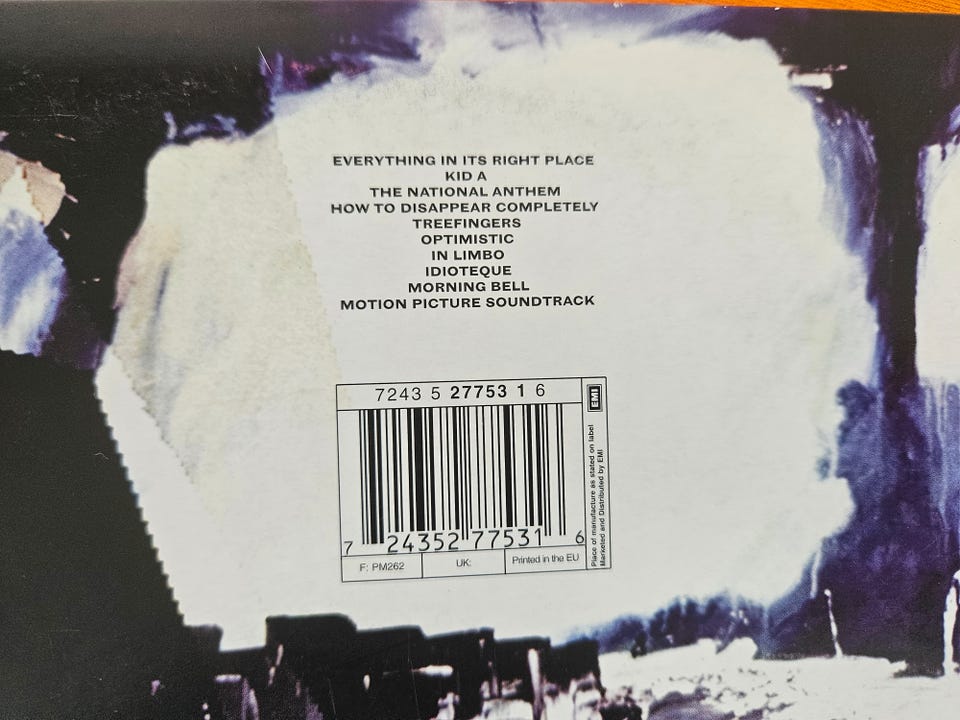 EVERYTHING IN ITS RIGHT PLACE
KID A
THE NATIONAL ANTHEM
HOW TO DISAPPEAR COMPLETELY
TREEFINGERS
OPTIMISTIC
IN LIMBO
IDIOTEQUE
MORNING BELL
MOTION PICTURE SOUNDTRACK
7243 5 27753 1 6
EMI
Place of manufacture as stated on label
Marketed and Distributed by EMI
7 24352 77531 6
F: PM262
UK:
Printed in the EU